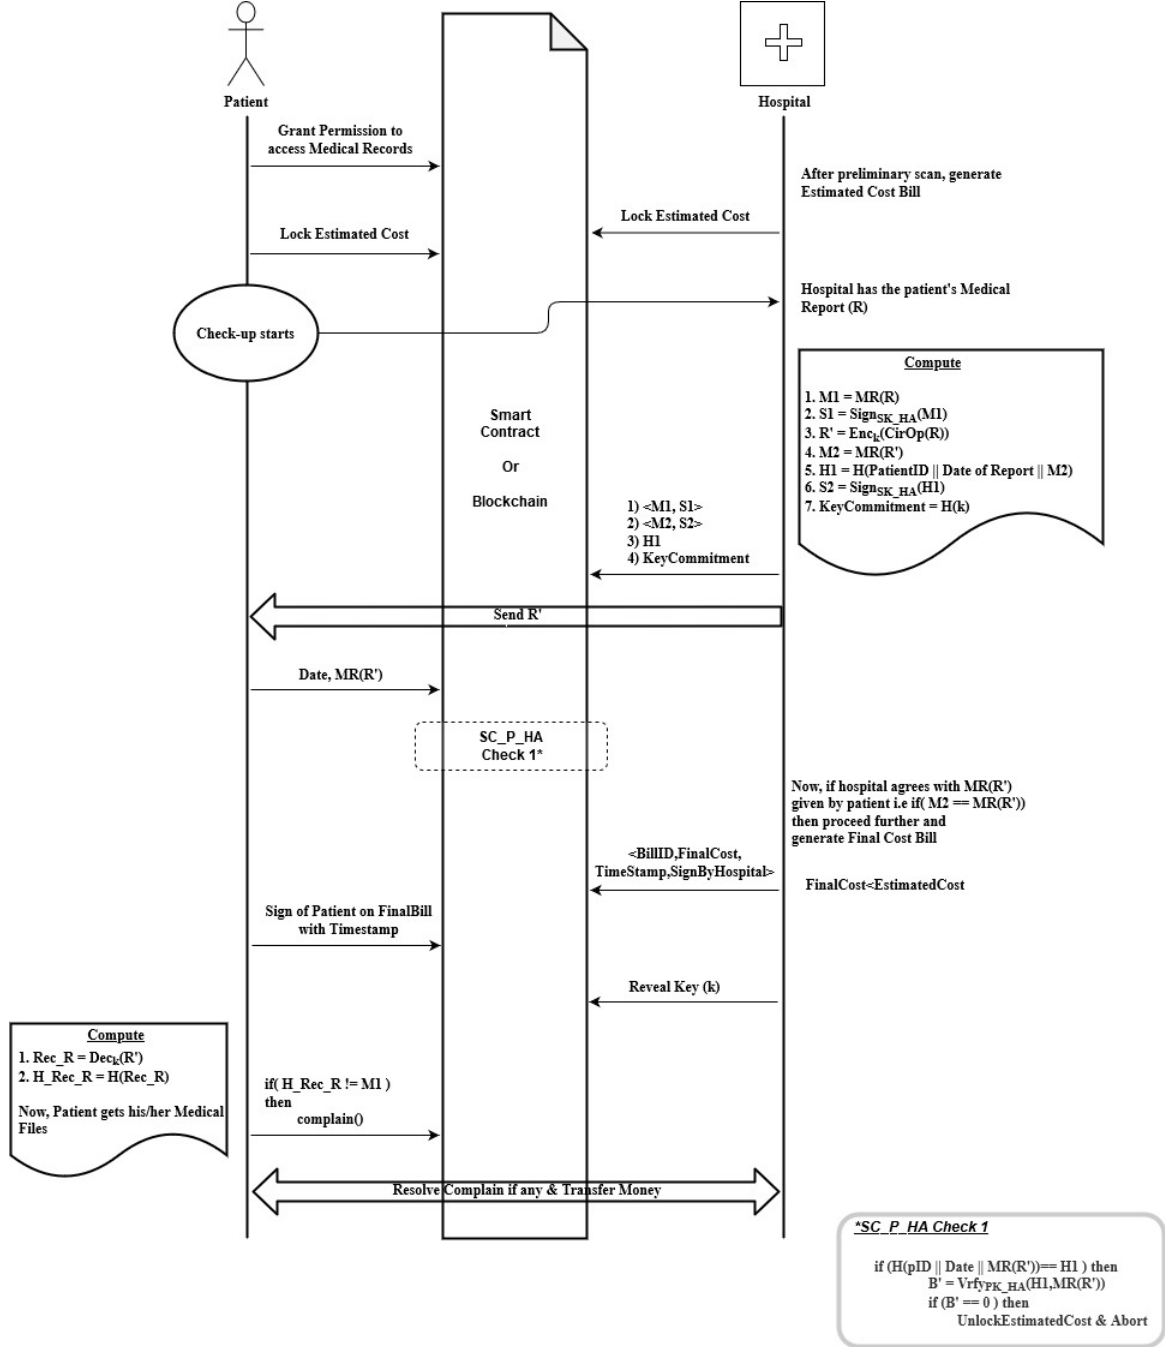 Patient
Hospital
Grant Permission to
access Medical Records
After preliminary scan, generate
Estimated Cost Bill
Lock Estimated Cost
Lock Estimated Cost
Hospital has the patient's Medical
Report (R)
Check-up starts
Compute
1. M1 = MR(R)
2. S1 = Sign_SK_HA(M1)
3. R' = Enc_k(CirOp(R))
4. M2 = MR(R')
5. H1 = H(PatientID || Date of Report || M2)
6. S2 = Sign_SK_HA(H1)
7. KeyCommitment = H(k)
Smart
Contract
Or
Blockchain
1) <M1, S1>
2) <M2, S2>
3) H1
4) KeyCommitment
Send R'
Date, MR(R')
SC_P_HA
Check 1*
Now, if hospital agrees with MR(R')
given by patient i.e if( M2 == MR(R'))
then proceed further and
generate Final Cost Bill
<BillID,FinalCost,
TimeStamp,SignByHospital>
FinalCost<EstimatedCost
Sign of Patient on FinalBill
with Timestamp
Reveal Key (k)
Compute
1. Rec_R = Dec_k(R')
2. H_Rec_R = H(Rec_R)
Now, Patient gets his/her Medical
Files
if( H_Rec_R != M1 )
then
complain()
Resolve Complain if any & Transfer Money
*SC_P_HA Check 1
if (H(pID || Date || MR(R'))== H1 ) then
B' = Vrfy_PK_HA(H1,MR(R'))
if (B' == 0 ) then
UnlockEstimatedCost & Abort